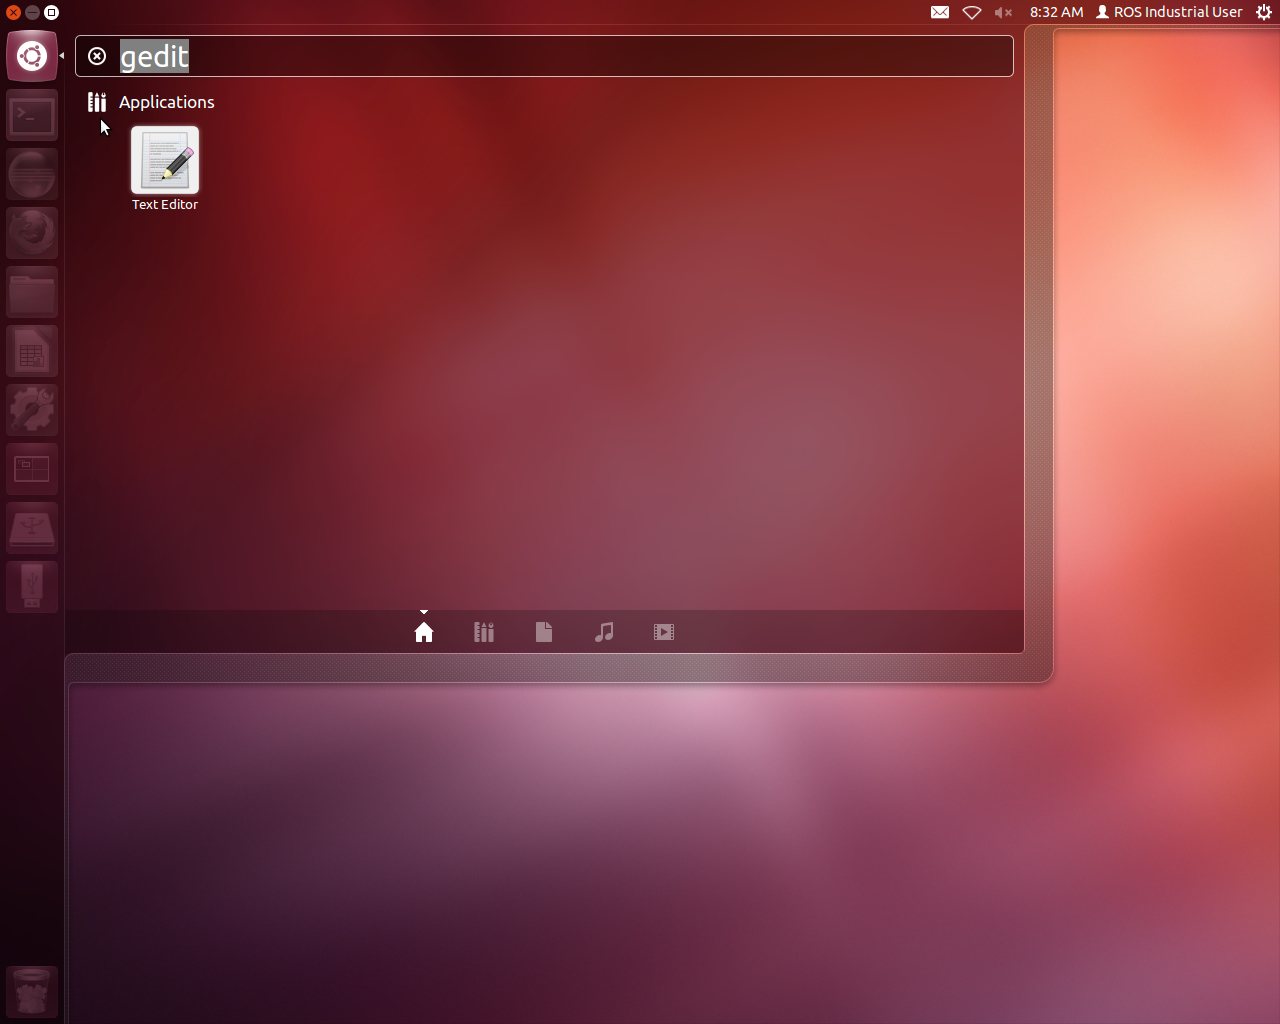 8:32 AM ROS Industrial User
gedit
Applications
Text Editor